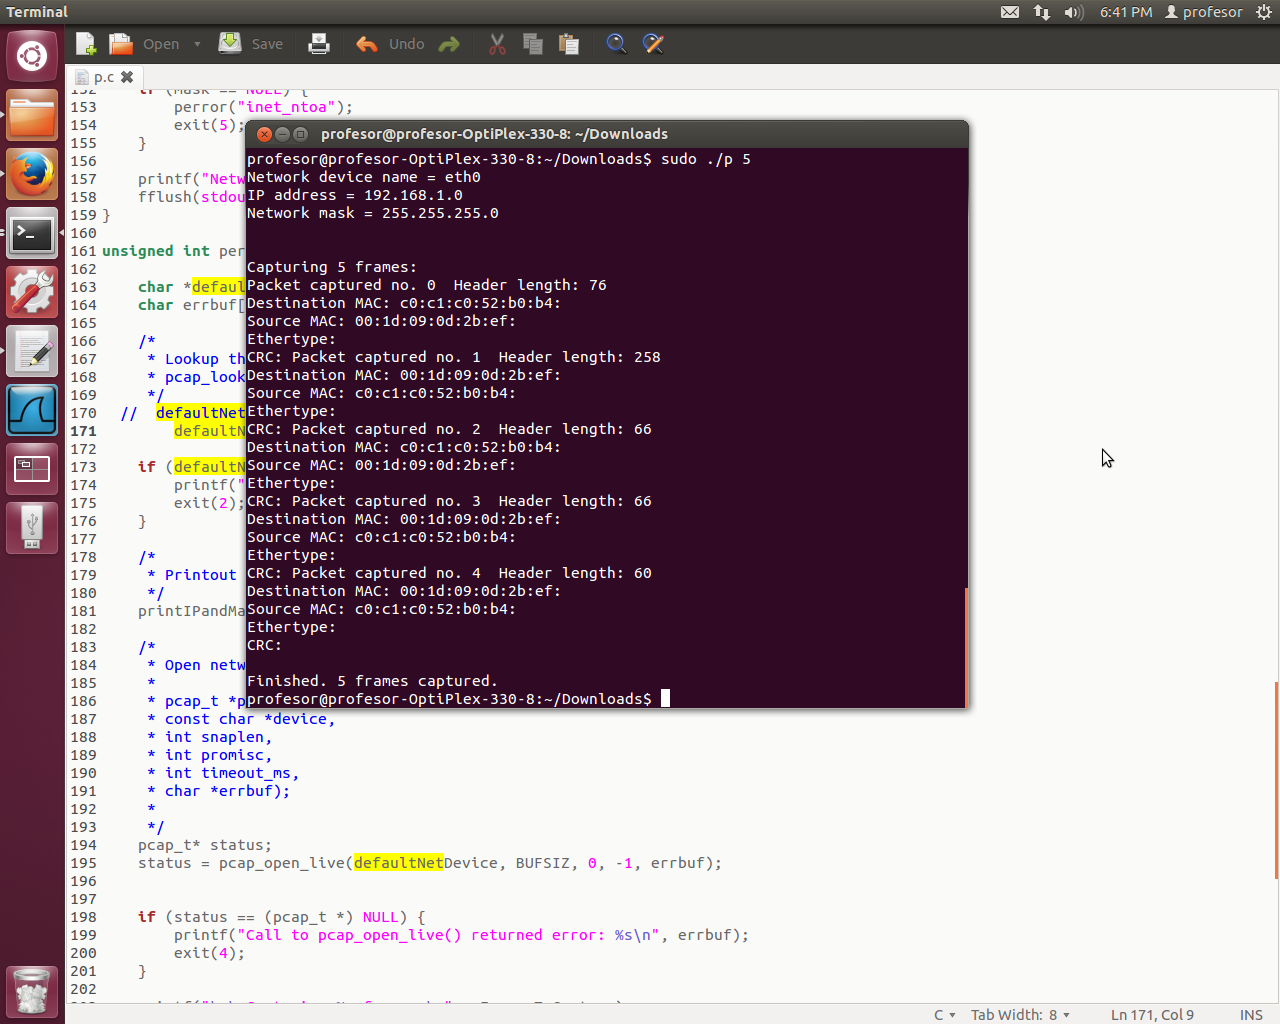 Terminal
6:41 PM
profesor
Open
Save
Undo
p.c
152     if (mask == NULL) {
153         perror("inet_ntoa");
154         exit(5);
155     }
156
157     printf("Netw
158     fflush(stdou
159 }
160
161 unsigned int per
162
163     char *defaul
164     char errbuf[
165
166     /*
167      * Lookup th
168      * pcap_look
169      */
170   //  defaultNet
171         defaultN
172
173     if (defaultN
174         printf("
175         exit(2);
176     }
177
178     /*
179      * Printout
180      */
181     printIPandMa
182
183     /*
184      * Open netw
185      *
186      * pcap_t *p
187      * const char *device,
188      * int snaplen,
189      * int promisc,
190      * int timeout_ms,
191      * char *errbuf);
192      *
193      */
194     pcap_t* status;
195     status = pcap_open_live(defaultNetDevice, BUFSIZ, 0, -1, errbuf);
196
197
198     if (status == (pcap_t *) NULL) {
199         printf("Call to pcap_open_live() returned error: %s\n", errbuf);
200         exit(4);
201     }
202
profesor@profesor-OptiPlex-330-8: ~/Downloads
profesor@profesor-OptiPlex-330-8:~/Downloads$ sudo ./p 5
Network device name = eth0
IP address = 192.168.1.0
Network mask = 255.255.255.0
Capturing 5 frames:
Packet captured no. 0  Header length: 76
Destination MAC: c0:c1:c0:52:b0:b4:
Source MAC: 00:1d:09:0d:2b:ef:
Ethertype:
CRC: Packet captured no. 1  Header length: 258
Destination MAC: 00:1d:09:0d:2b:ef:
Source MAC: c0:c1:c0:52:b0:b4:
Ethertype:
CRC: Packet captured no. 2  Header length: 66
Destination MAC: c0:c1:c0:52:b0:b4:
Source MAC: 00:1d:09:0d:2b:ef:
Ethertype:
CRC: Packet captured no. 3  Header length: 66
Destination MAC: 00:1d:09:0d:2b:ef:
Source MAC: c0:c1:c0:52:b0:b4:
Ethertype:
CRC: Packet captured no. 4  Header length: 60
Destination MAC: 00:1d:09:0d:2b:ef:
Source MAC: c0:c1:c0:52:b0:b4:
Ethertype:
CRC:
Finished. 5 frames captured.
profesor@profesor-OptiPlex-330-8:~/Downloads$
C
Tab Width: 8
Ln 171, Col 9
INS